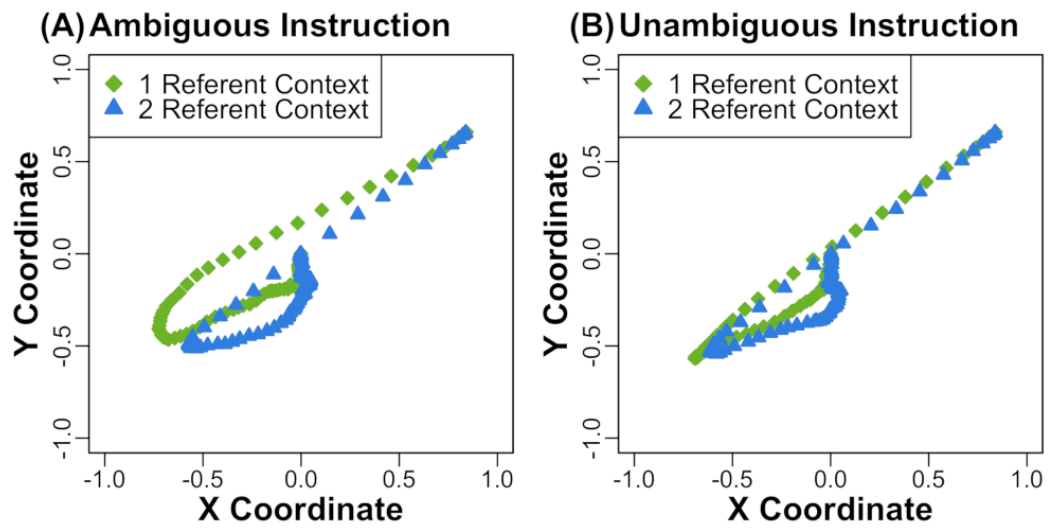 (A) Ambiguous Instruction
1 Referent Context
2 Referent Context
1.0
0.5
0.0
-0.5
-1.0
Y Coordinate
-1.0 -0.5 0.0 0.5 1.0
X Coordinate
(B) Unambiguous Instruction
1 Referent Context
2 Referent Context
1.0
0.5
0.0
-0.5
-1.0
Y Coordinate
-1.0 -0.5 0.0 0.5 1.0
X Coordinate